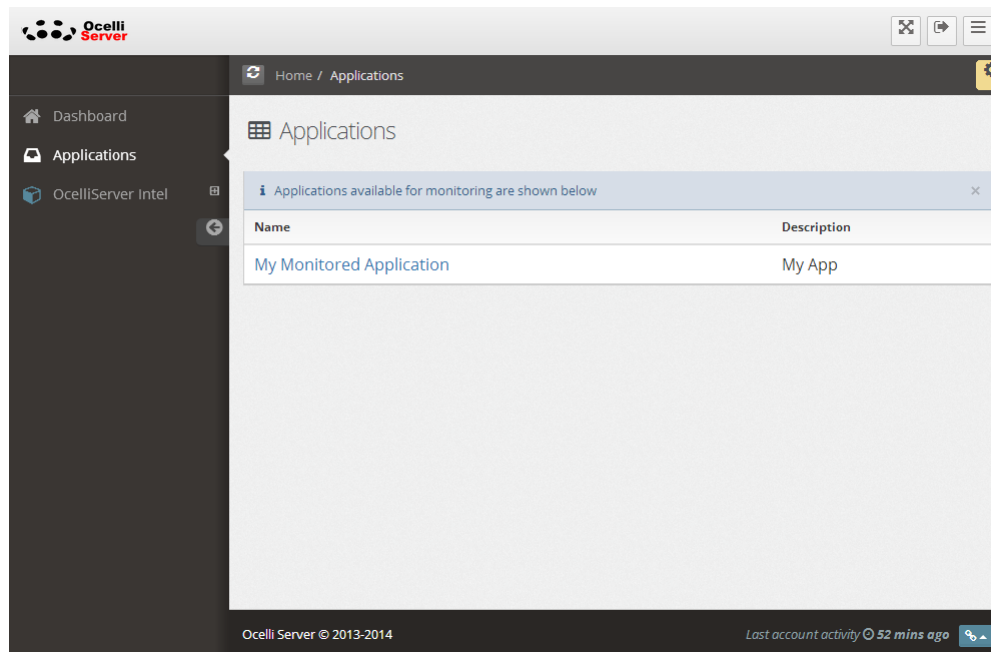 Ocelli
Server
Home / Applications
Dashboard
Applications
OcelliServer Intel
Applications
Applications available for monitoring are shown below
Name Description
My Monitored Application My App
Ocelli Server © 2013-2014 Last account activity 52 mins ago